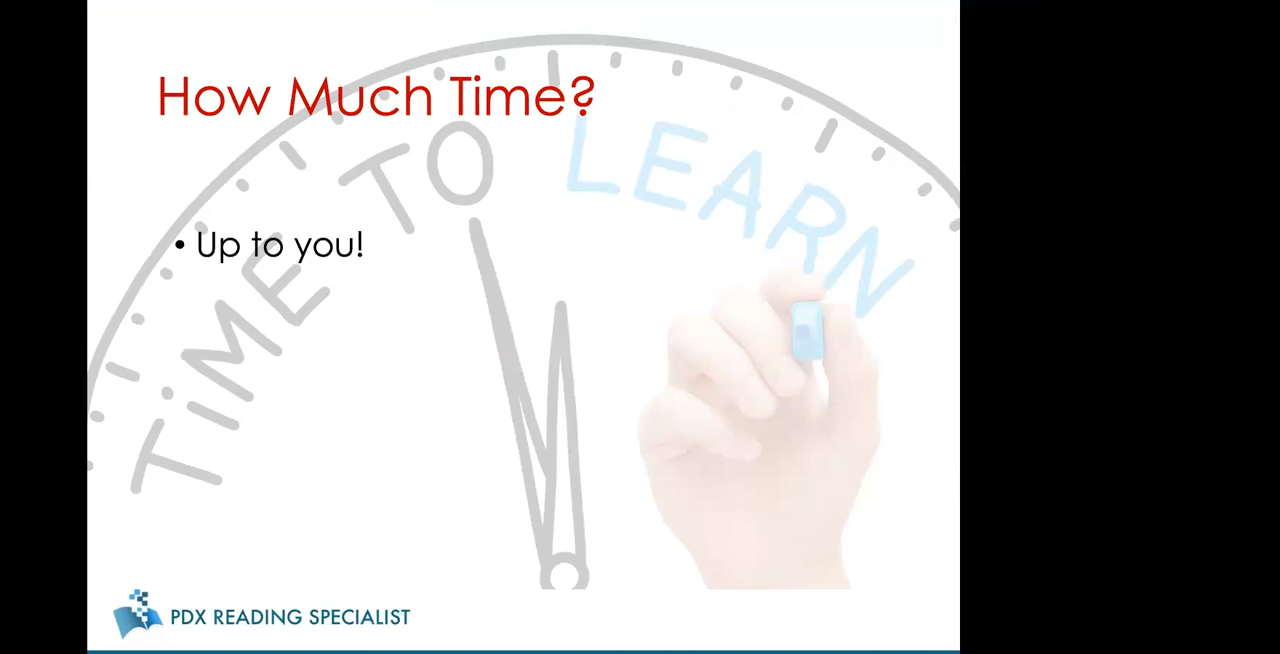 How Much Time?
TiME TO LEARN
• Up to you!
PDX READING SPECIALIST